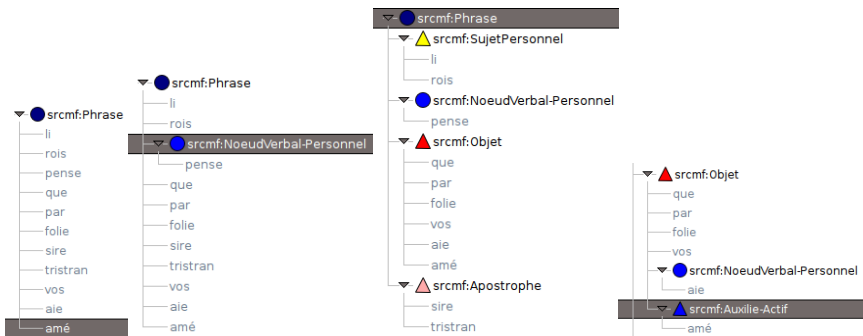 srcmf:Phrase
li
rois
pense
que
par
folie
sire
tristran
vos
aie
amé
srcmf:Phrase
li
rois
srcmf:NoeudVerbal-Personnel
pense
que
par
folie
sire
tristran
vos
aie
amé
srcmf:Phrase
srcmf:SujetPersonnel
li
rois
srcmf:NoeudVerbal-Personnel
pense
srcmf:Objet
que
par
folie
vos
aie
amé
srcmf:Apostrophe
sire
tristran
srcmf:Objet
que
par
folie
vos
srcmf:NoeudVerbal-Personnel
aie
srcmf:Auxilie-Actif
amé